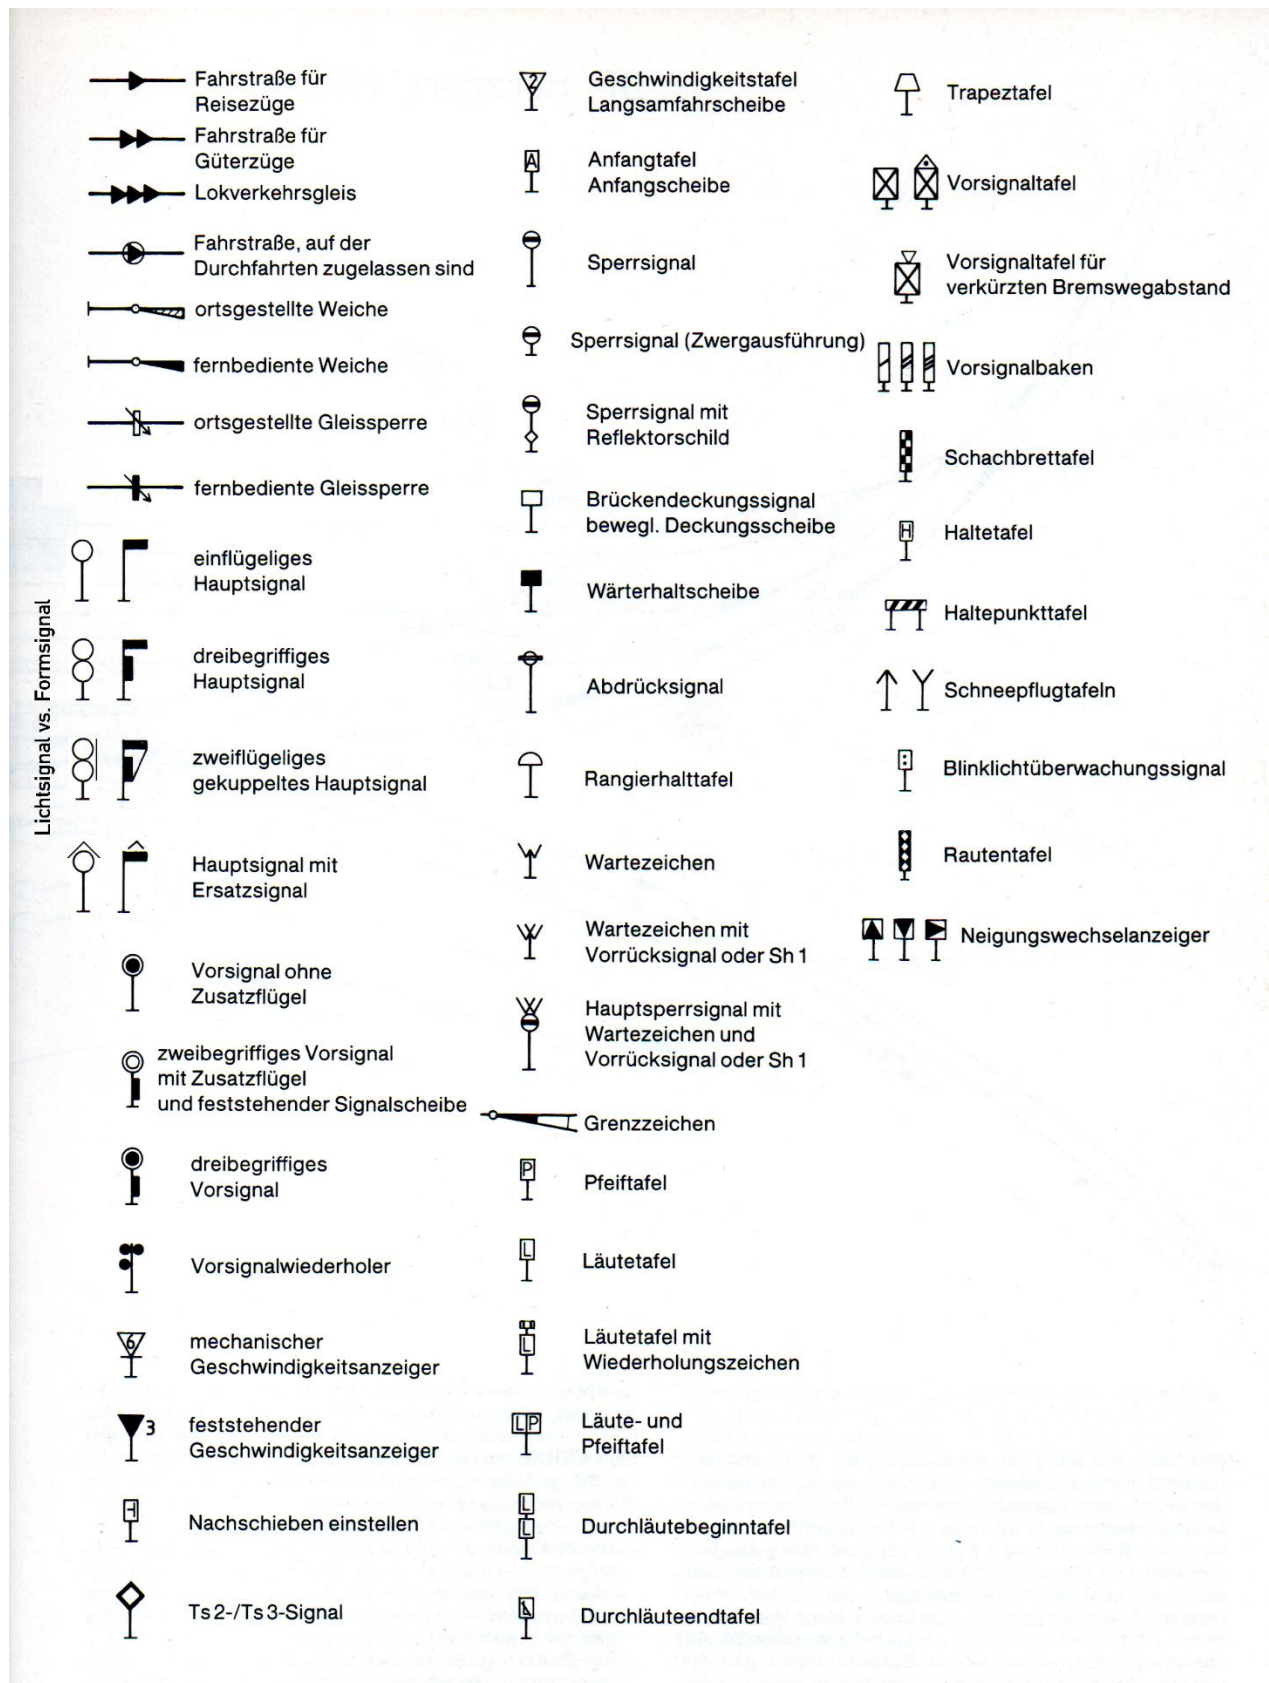 Fahrstraße für
Reisezüge
Fahrstraße für
Güterzüge
Lokverkehrsgleis
Fahrstraße, auf der
Durchfahrten zugelassen sind
ortsgestellte Weiche
fernbediente Weiche
ortsgestellte Gleissperre
fernbediente Gleissperre
Lichtsignal vs. Formsignal
einflügeliges
Hauptsignal
dreibegriffiges
Hauptsignal
zweiflügeliges
gekuppeltes Hauptsignal
Hauptsignal mit
Ersatzsignal
Vorsignal ohne
Zusatzflügel
zweibegriffiges Vorsignal
mit Zusatzflügel
und feststehender Signalscheibe
dreibegriffiges
Vorsignal
Vorsignalwiederholer
6
mechanischer
Geschwindigkeitsanzeiger
3
feststehender
Geschwindigkeitsanzeiger
Nachschieben einstellen
Ts 2-/Ts 3-Signal
2
Geschwindigkeitstafel
Langsamfahrscheibe
A
Anfangtafel
Anfangscheibe
Sperrsignal
Sperrsignal (Zwergausführung)
Sperrsignal mit
Reflektorschild
Brückendeckungssignal
bewegl. Deckungsscheibe
Wärterhaltscheibe
Abdrücksignal
Rangierhalttafel
Wartezeichen
Wartezeichen mit
Vorrücksignal oder Sh 1
Hauptsperrsignal mit
Wartezeichen und
Vorrücksignal oder Sh 1
Grenzzeichen
P
Pfeiftafel
L
Läutetafel
L
Läutetafel mit
Wiederholungszeichen
L P
Läute- und
Pfeiftafel
L
L
Durchläutebeginntafel
L
Durchläuteendtafel
Trapeztafel
Vorsignaltafel
Vorsignaltafel für
verkürzten Bremswegabstand
Vorsignalbaken
Schachbrettafel
H
Haltetafel
Haltepunkttafel
Schneepflugtafeln
Blinklichtüberwachungssignal
Rautentafel
Neigungswechselanzeiger